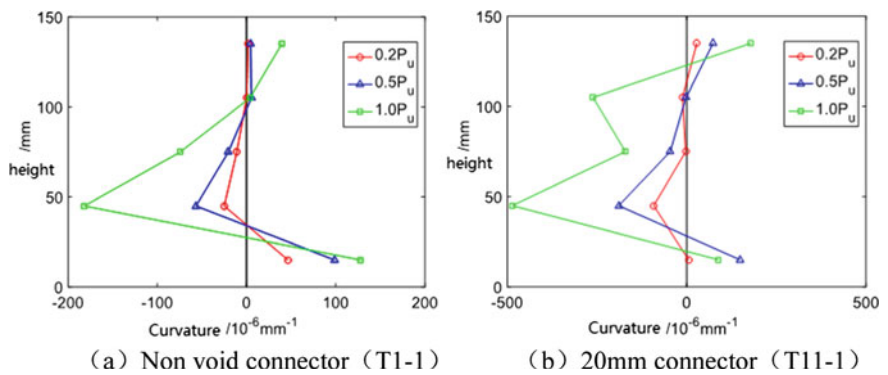 150
100
50
0
/mm
height
0.2Pu
0.5Pu
1.0Pu
-200 -100 0 100 200
Curvature /10-6mm-1
(a) Non void connector (T1-1)
150
100
50
0
/mm
height
0.2Pu
0.5Pu
1.0Pu
-500 0 500
Curvature /10-6mm-1
(b) 20mm connector (T11-1)